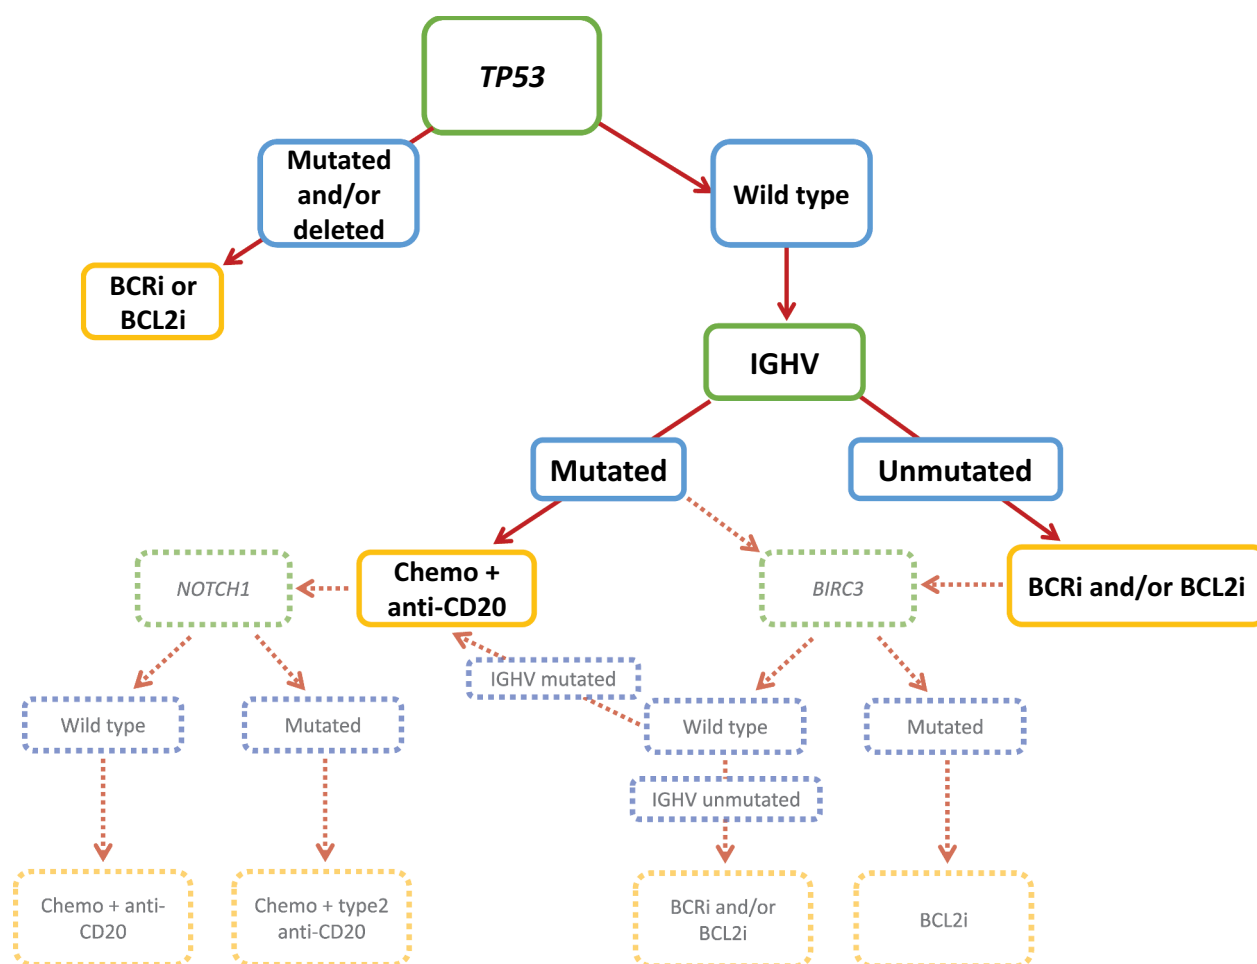 TP53
Mutated
and/or
deleted
Wild type
BCRi or
BCL2i
IGHV
Mutated
Unmutated
NOTCH1
Chemo +
anti-CD20
BIRC3
BCRi and/or BCL2i
IGHV mutated
Wild type
Mutated
Wild type
Mutated
IGHV unmutated
Chemo + anti-
CD20
Chemo + type2
anti-CD20
BCRi and/or
BCL2i
BCL2i